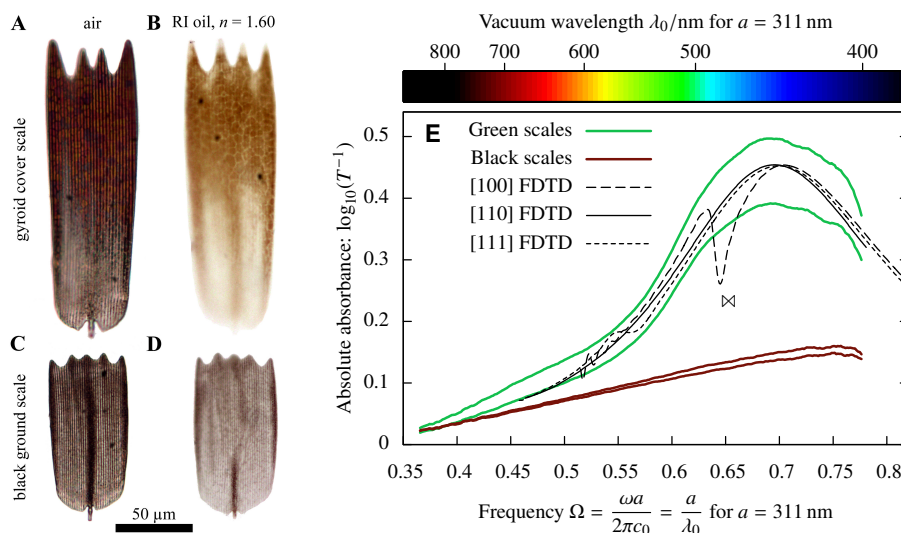 A
air
B
RI oil, n = 1.60
gyroid cover scale
C
D
black ground scale
50 µm
Vacuum wavelength λ0/nm for a = 311 nm
800
700
600
500
400
E
Green scales
Black scales
[100] FDTD
[110] FDTD
[111] FDTD
Absolute absorbance: log10(T−1)
0.5
0.4
0.3
0.2
0.1
0
0.35
0.4
0.45
0.5
0.55
0.6
0.65
0.7
0.75
0.8
Frequency Ω = ωa/2πc0 = a/λ0 for a = 311 nm